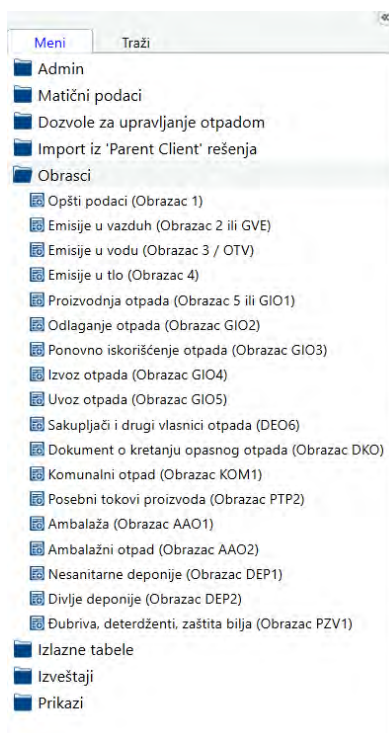 «
Meni Traži
Admin
Matični podaci
Dozvole za upravljanje otpadom
Import iz 'Parent Client' rešenja
Obrasci
Opšti podaci (Obrazac 1)
Emisije u vazduh (Obrazac 2 ili GVE)
Emisije u vodu (Obrazac 3 / OTV)
Emisije u tlo (Obrazac 4)
Proizvodnja otpada (Obrazac 5 ili GIO1)
Odlaganje otpada (Obrazac GIO2)
Ponovno iskorišćenje otpada (Obrazac GIO3)
Izvoz otpada (Obrazac GIO4)
Uvoz otpada (Obrazac GIO5)
Sakupljači i drugi vlasnici otpada (DEO6)
Dokument o kretanju opasnog otpada (Obrazac DKO)
Komunalni otpad (Obrazac KOM1)
Posebni tokovi proizvoda (Obrazac PTP2)
Ambalaža (Obrazac AAO1)
Ambalažni otpad (Obrazac AAO2)
Nesanitarne deponije (Obrazac DEP1)
Divlje deponije (Obrazac DEP2)
Đubriva, deterdženti, zaštita bilja (Obrazac PZV1)
Izlazne tabele
Izveštaji
Prikazi